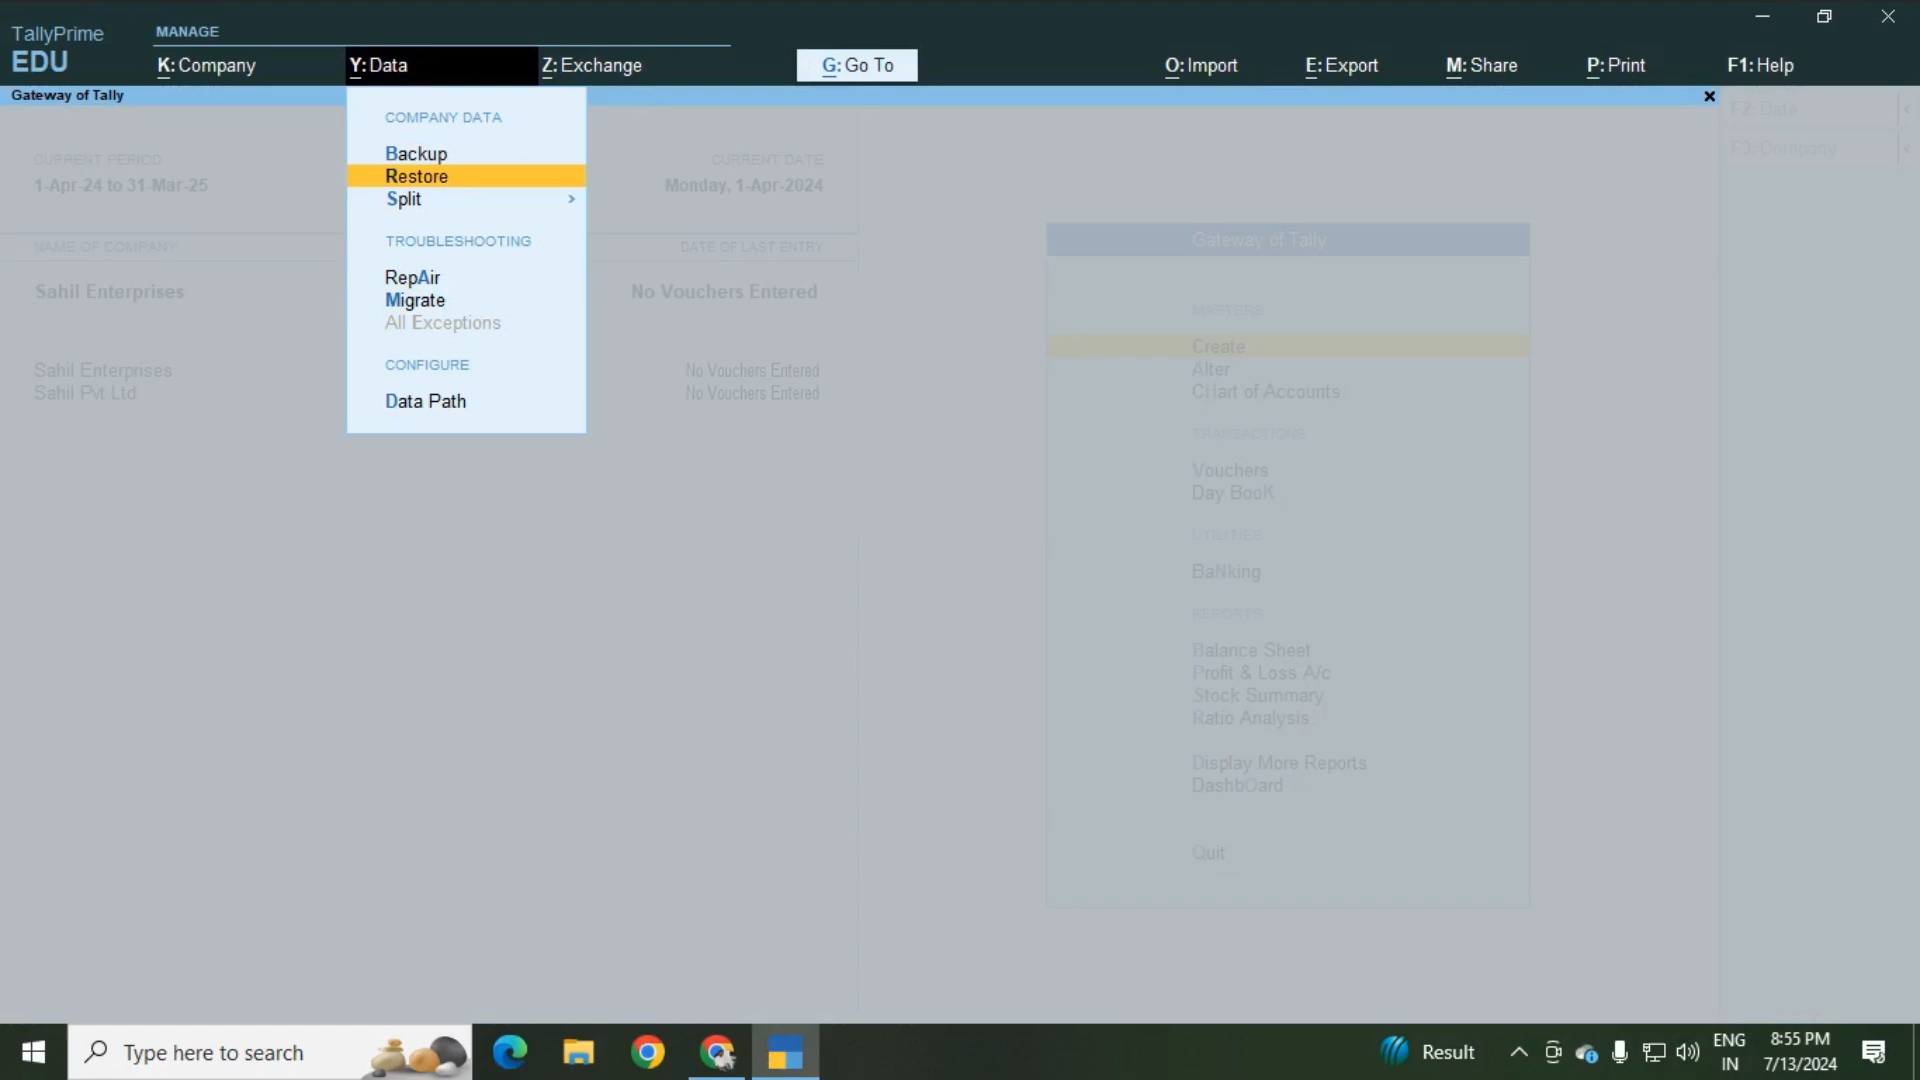 TallyPrime
EDU
MANAGE
K: Company
Y: Data
Z: Exchange
G: Go To
O: Import
E: Export
M: Share
P: Print
F1: Help
Gateway of Tally
F2: Date
F3: Company
COMPANY DATA
Backup
Restore
Split
TROUBLESHOOTING
RepAir
Migrate
All Exceptions
CONFIGURE
Data Path
CURRENT PERIOD
1-Apr-24 to 31-Mar-25
CURRENT DATE
Monday, 1-Apr-2024
NAME OF COMPANY
DATE OF LAST ENTRY
Sahil Enterprises
No Vouchers Entered
Sahil Enterprises
No Vouchers Entered
Sahil Pvt Ltd
No Vouchers Entered
Gateway of Tally
MASTERS
Create
Alter
CHart of Accounts
TRANSACTIONS
Vouchers
Day BooK
UTILITIES
BaNking
REPORTS
Balance Sheet
Profit & Loss A/c
Stock Summary
Ratio Analysis
Display More Reports
DashbOard
Quit
Type here to search
Result
ENG
IN
8:55 PM
7/13/2024